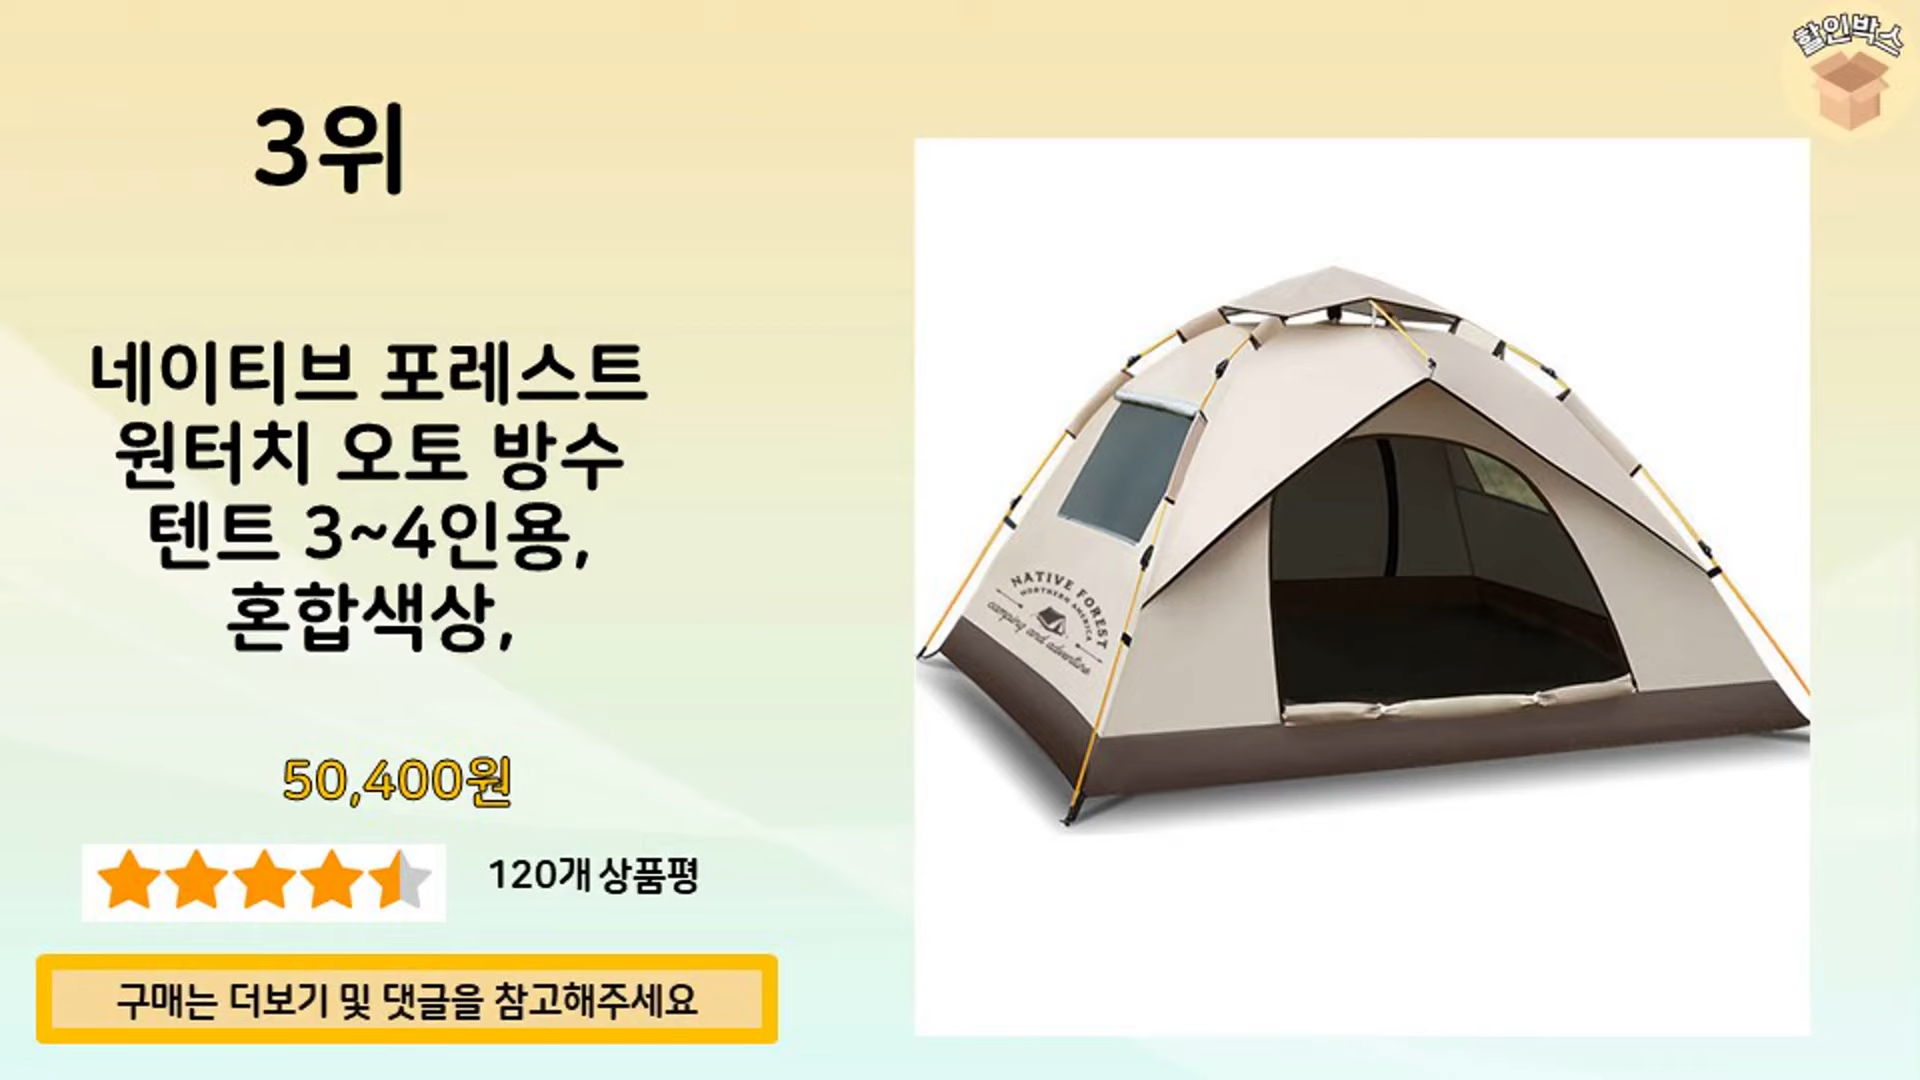 할인박스
3위
네이티브 포레스트
원터치 오토 방수
텐트 3~4인용,
혼합색상,
50,400원
120개 상품평
구매는 더보기 및 댓글을 참고해주세요
NATIVE FOREST
NORTHERN AMERICA
camping and adventure